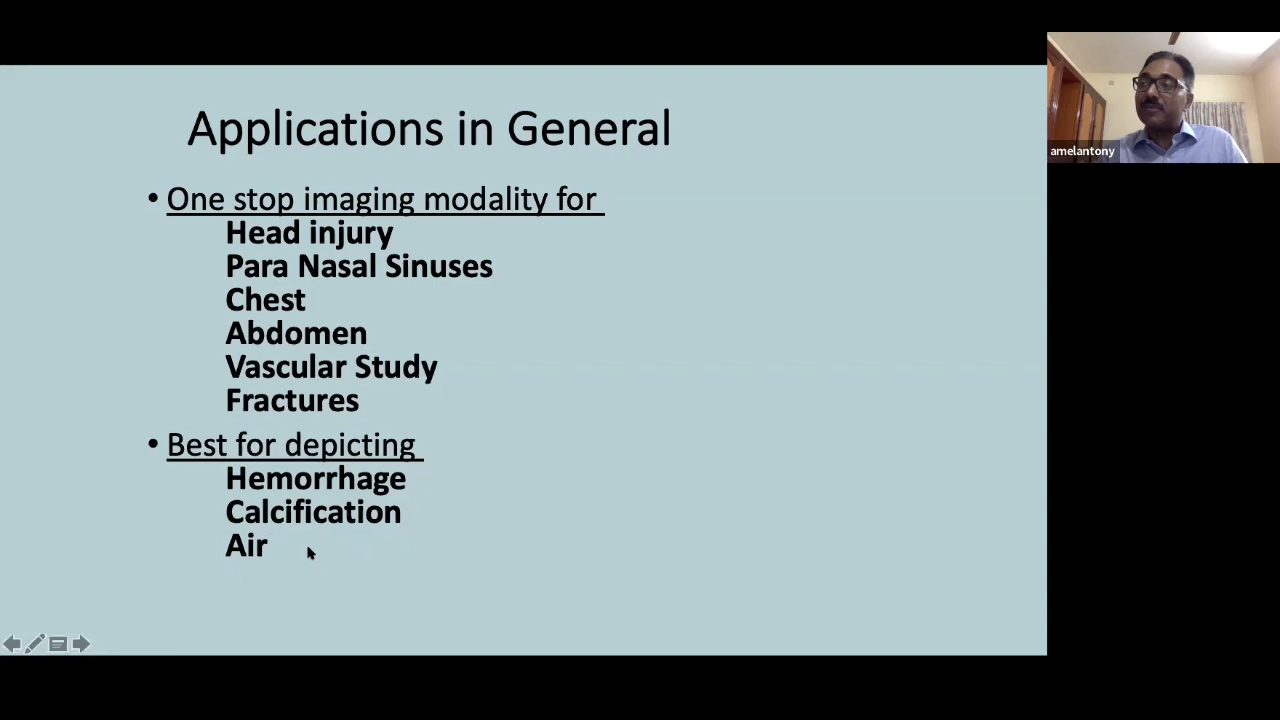 Applications in General
• One stop imaging modality for
Head injury
Para Nasal Sinuses
Chest
Abdomen
Vascular Study
Fractures
• Best for depicting
Hemorrhage
Calcification
Air
amelantony